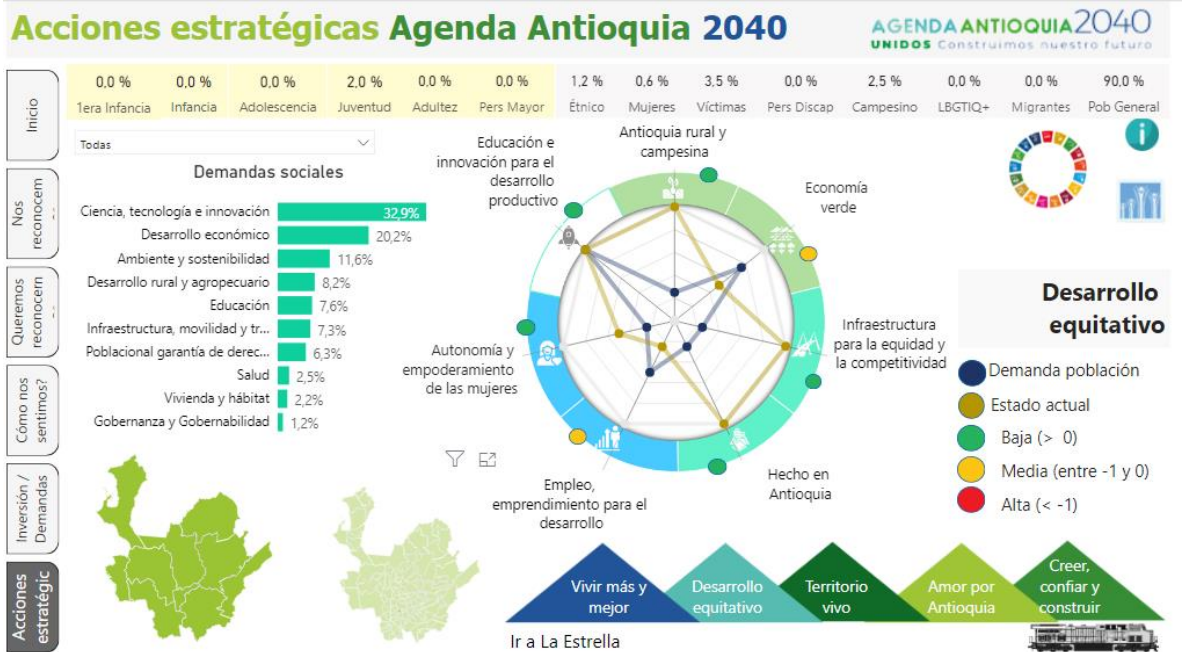 Acciones estratégicas Agenda Antioquia 2040
AGENDA ANTIOQUIA 2040
UNIDOS Construimos nuestro futuro
0,0 % 0,0 % 0,0 % 2,0 % 0,0 % 0,0 % 1,2 % 0,6 % 3,5 % 0,0 % 2,5 % 0,0 % 0,0 % 90,0 %
1era Infancia Infancia Adolescencia Juventud Adultez Pers Mayor Étnico Mujeres Víctimas Pers Discap Campesino LBGTIQ+ Migrantes Pob General
Inicio
Nos
reconocem
Queremos
reconocern
Cómo nos
sentimos?
Inversión /
Demandas
Acciones
estratégic
Todas
Demandas sociales
Ciencia, tecnología e innovación 32,9%
Desarrollo económico 20,2%
Ambiente y sostenibilidad 11,6%
Desarrollo rural y agropecuario 8,2%
Educación 7,6%
Infraestructura, movilidad y tr... 7,3%
Poblacional garantía de derec... 6,3%
Salud 2,5%
Vivienda y hábitat 2,2%
Gobernanza y Gobernabilidad 1,2%
Educación e
innovación para el
desarrollo
productivo
Antioquia rural y
campesina
Economía
verde
Infraestructura
para la equidad y
la competitividad
Hecho en
Antioquia
Empleo,
emprendimiento para el
desarrollo
Autonomía y
empoderamiento
de las mujeres
Desarrollo
equitativo
Demanda población
Estado actual
Baja (> 0)
Media (entre -1 y 0)
Alta (< -1)
Vivir más y
mejor
Desarrollo
equitativo
Territorio
vivo
Amor por
Antioquia
Creer,
confiar y
construir
Ir a La Estrella